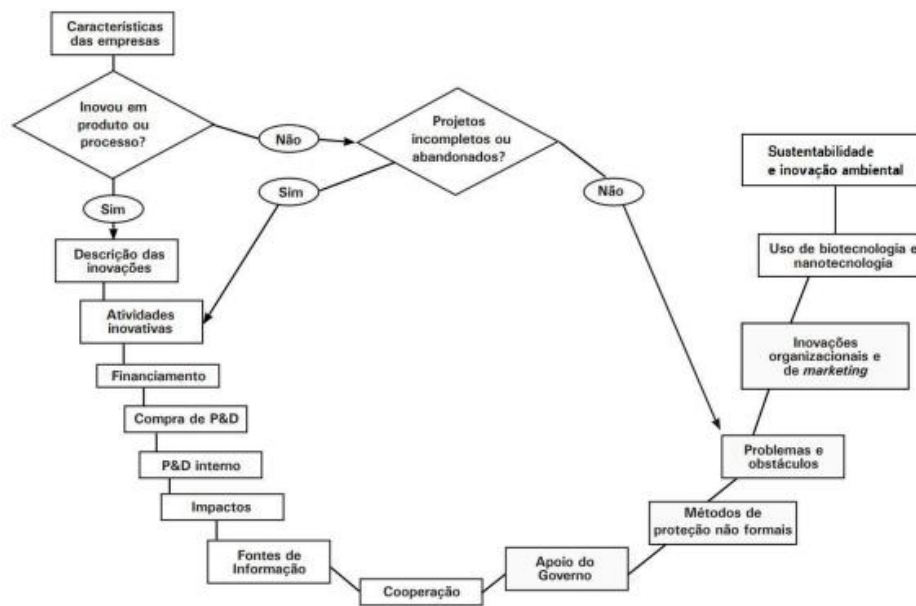 Características
das empresas
Inovou em
produto ou
processo?
Não
Projetos
incompletos ou
abandonados?
Sim
Sim
Não
Descrição das
inovações
Atividades
inovativas
Financiamento
Compra de P&D
P&D interno
Impactos
Fontes de
Informação
Cooperação
Apoio do
Governo
Métodos de
proteção não formais
Problemas e
obstáculos
Inovações
organizacionais e
de marketing
Uso de biotecnologia e
nanotecnologia
Sustentabilidade
e inovação ambiental